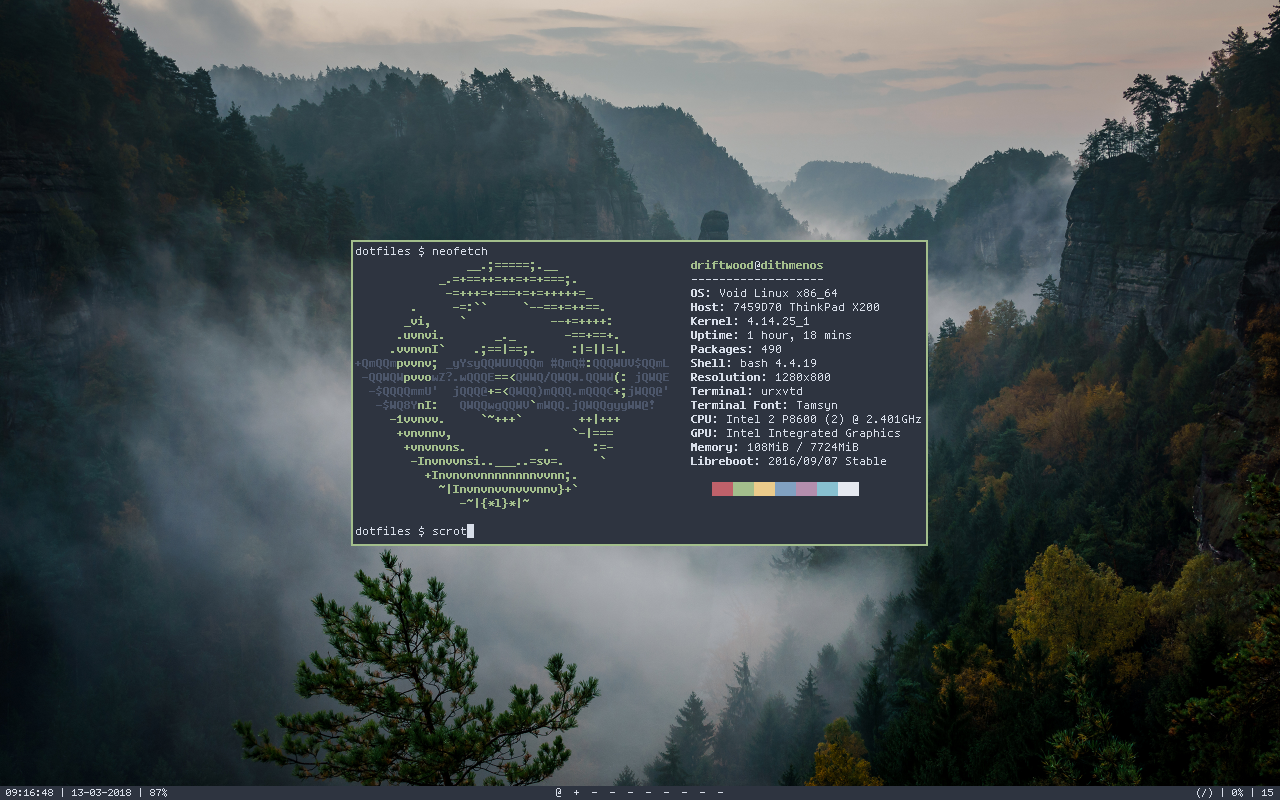 dotfiles $ neofetch
driftwood@dithmenos
-------------------
OS: Void Linux x86_64
Host: 7459D70 ThinkPad X200
Kernel: 4.14.25_1
Uptime: 1 hour, 18 mins
Packages: 490
Shell: bash 4.4.19
Resolution: 1280x800
Terminal: urxvtd
Terminal Font: Tamsyn
CPU: Intel 2 P8600 (2) @ 2.401GHz
GPU: Intel Integrated Graphics
Memory: 108MiB / 7724MiB
Libreboot: 2016/09/07 Stable
dotfiles $ scrot
09:16:48 | 13-03-2018 | 87%
@ + - - - - - - - -
(/) | 0% | 15